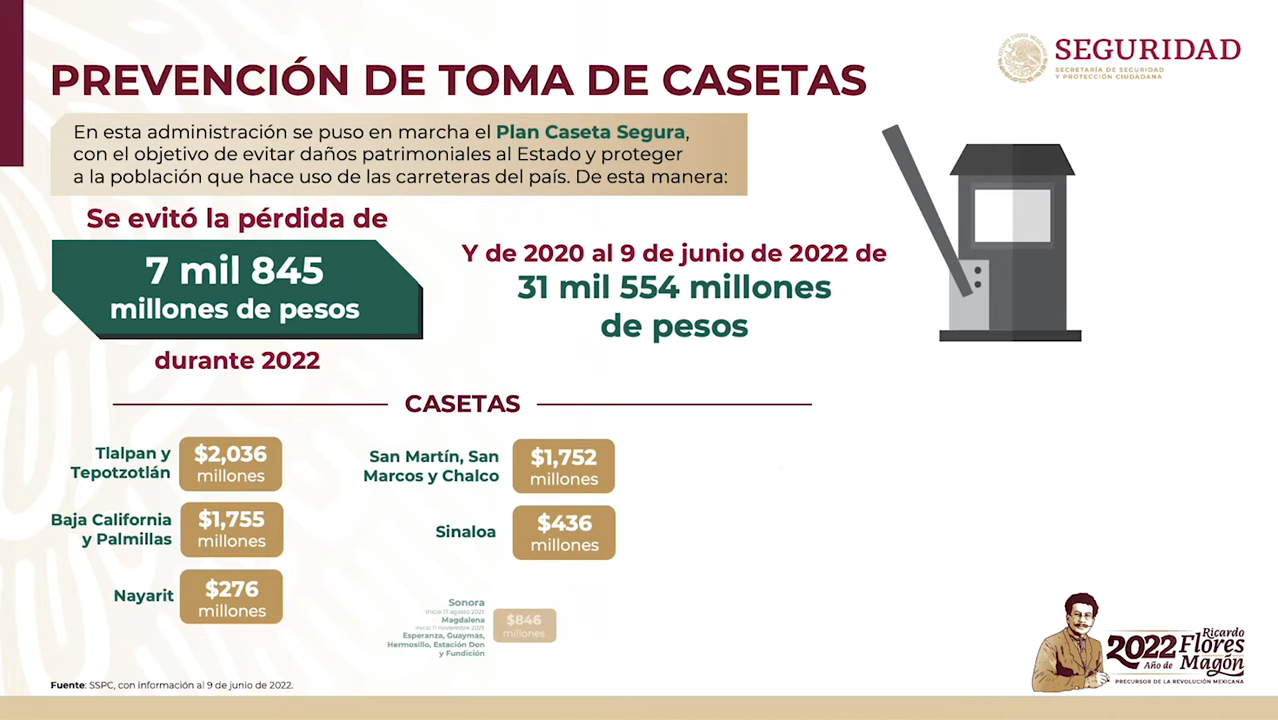 SEGURIDAD
SECRETARÍA DE SEGURIDAD
Y PROTECCIÓN CIUDADANA
PREVENCIÓN DE TOMA DE CASETAS
En esta administración se puso en marcha el Plan Caseta Segura,
con el objetivo de evitar daños patrimoniales al Estado y proteger
a la población que hace uso de las carreteras del país. De esta manera:
Se evitó la pérdida de
7 mil 845
millones de pesos
durante 2022
Y de 2020 al 9 de junio de 2022 de
31 mil 554 millones
de pesos
CASETAS
Tlalpan y
Tepotzotlán
$2,036
millones
San Martín, San
Marcos y Chalco
$1,752
millones
Baja California
y Palmillas
$1,755
millones
Sinaloa
$436
millones
Nayarit
$276
millones
Sonora
Magdalena
Esperanza, Guaymas,
Hermosillo, Estación Don
y Fundición
$846
millones
Fuente: SSPC, con información al 9 de junio de 2022.
2022 Ricardo
Flores
Año de Magón
PRECURSOR DE LA REVOLUCIÓN MEXICANA